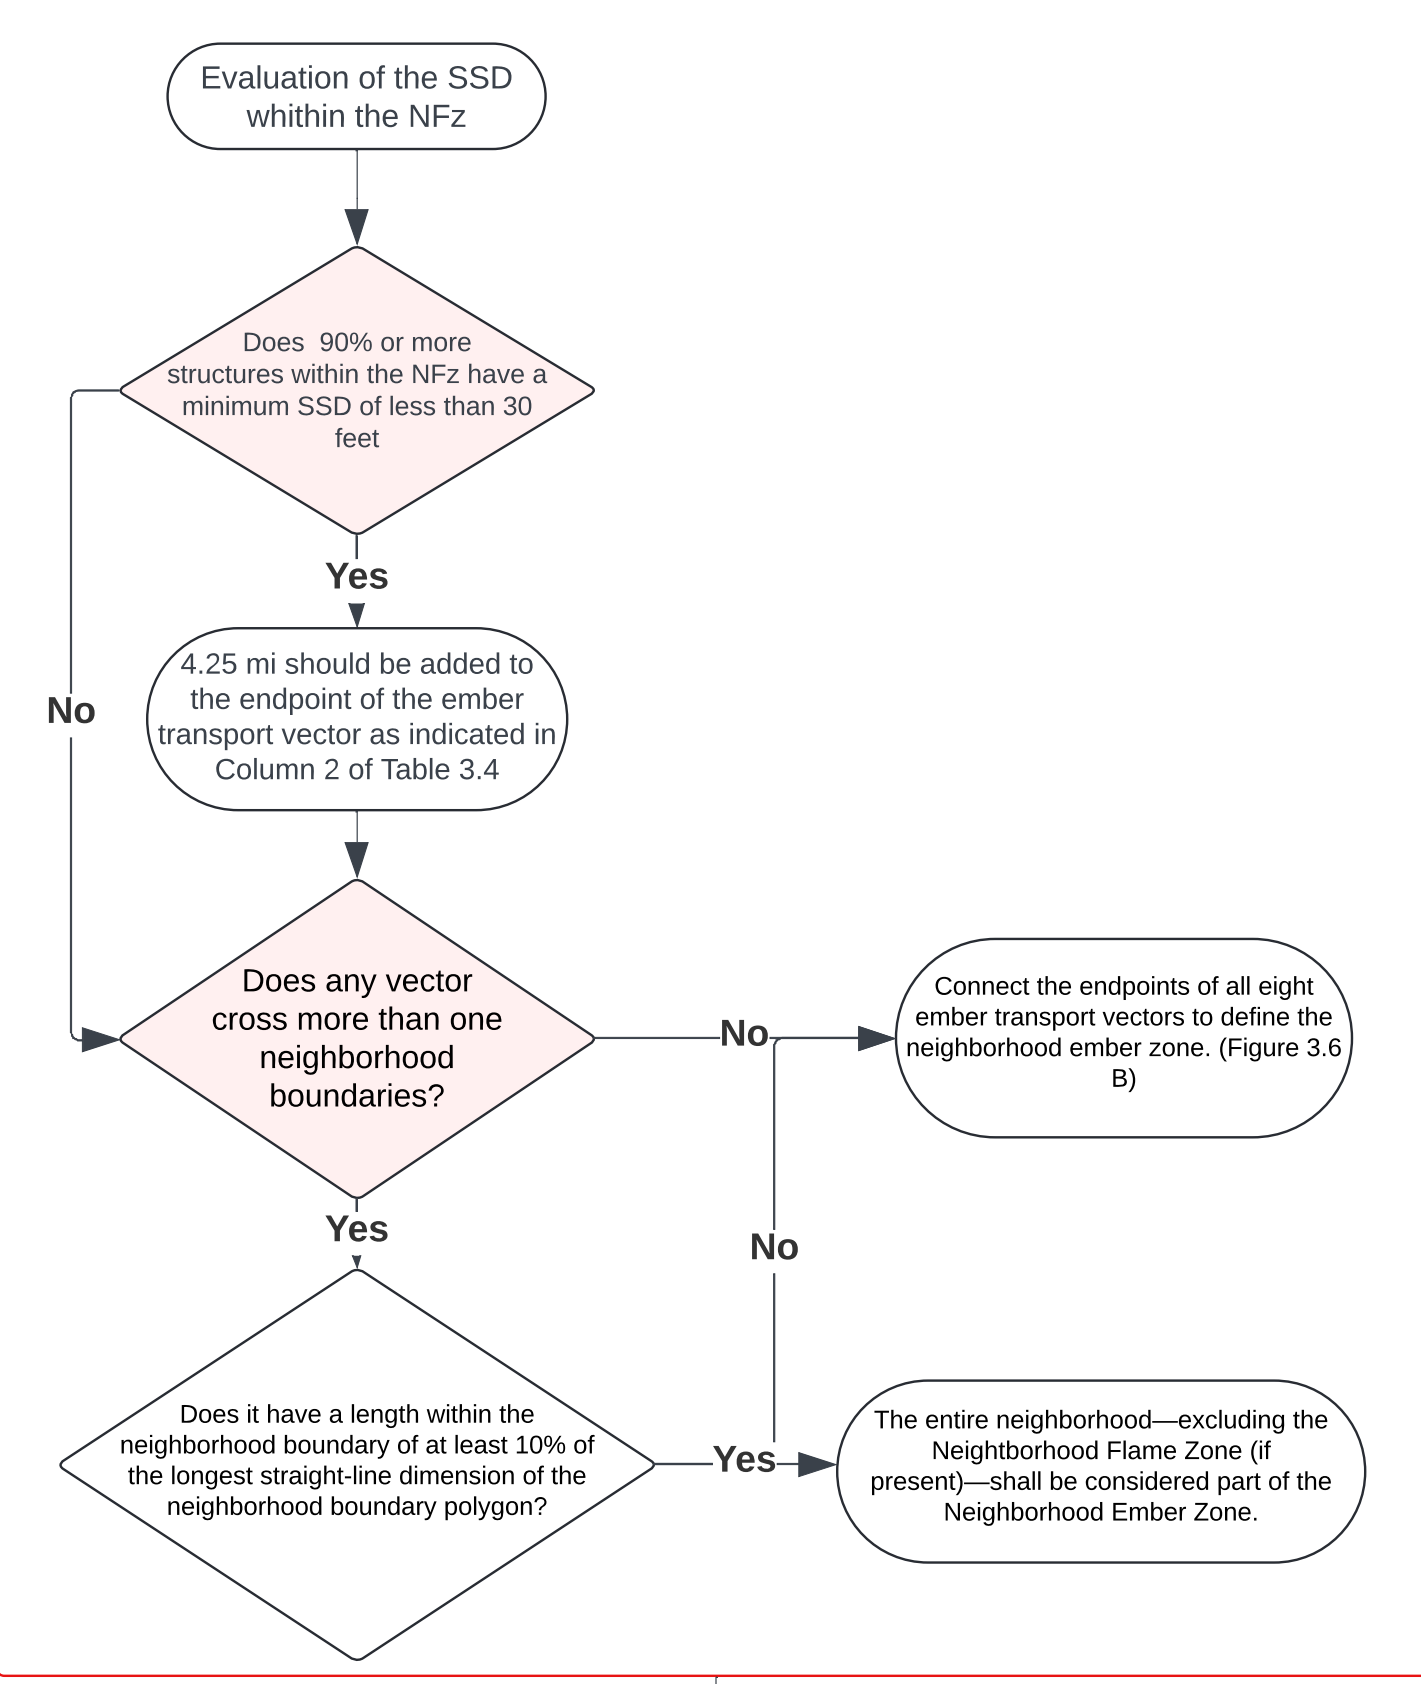 Evaluation of the SSD
whithin the NFz
Does  90% or more
structures within the NFz have a
minimum SSD of less than 30
feet
Yes
No
4.25 mi should be added to
the endpoint of the ember
transport vector as indicated in
Column 2 of Table 3.4
Does any vector
cross more than one
neighborhood
boundaries?
No
Connect the endpoints of all eight
ember transport vectors to define the
neighborhood ember zone. (Figure 3.6
B)
Yes
No
Does it have a length within the
neighborhood boundary of at least 10% of
the longest straight-line dimension of the
neighborhood boundary polygon?
Yes
The entire neighborhood—excluding the
Neightborhood Flame Zone (if
present)—shall be considered part of the
Neighborhood Ember Zone.